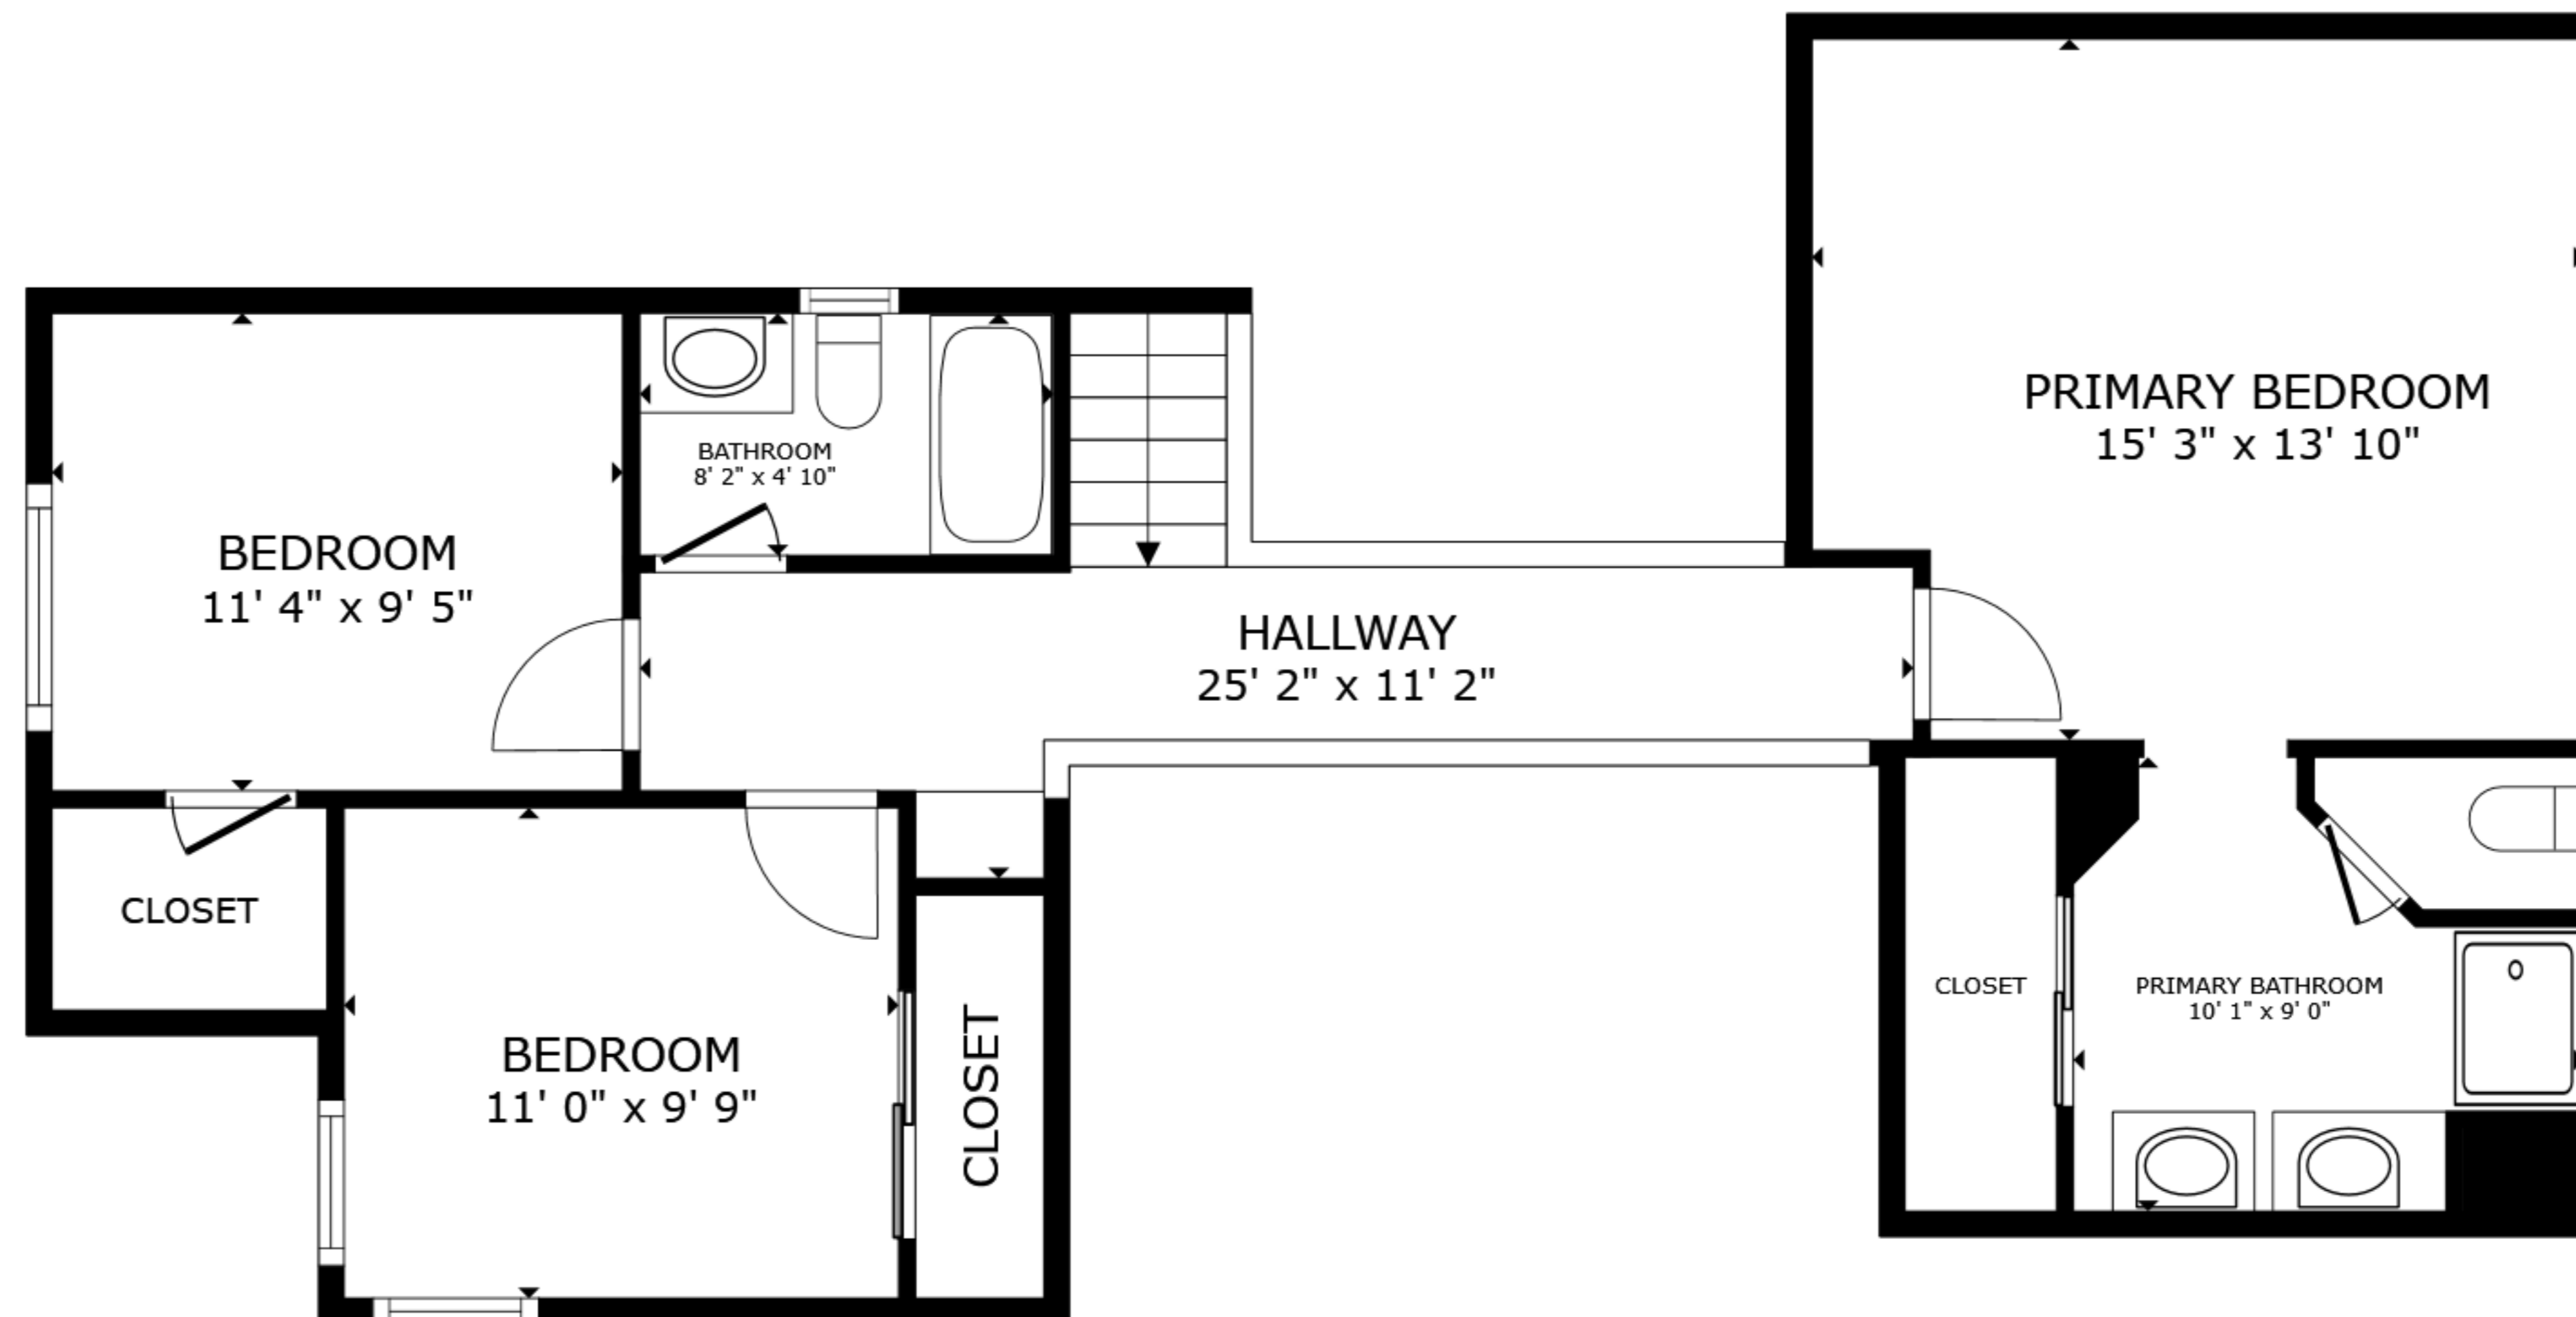 PRIMARY BEDROOM
15' 3" x 13' 10"
BATHROOM
8' 2" x 4' 10"
BEDROOM
11' 4" x 9' 5"
HALLWAY
25' 2" x 11' 2"
CLOSET
CLOSET
PRIMARY BATHROOM
10' 1" x 9' 0"
BEDROOM
11' 0" x 9' 9"
CLOSET